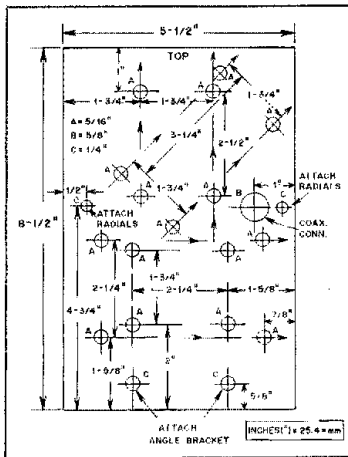 5-1/2"
TOP
1"
A
A
A
1-3/4"
1-3/4"
1-3/4"
A = 5/16"
B = 5/8"
C = 1/4"
3-1/4"
2-1/2"
A
8-1/2"
A
1/2"
C
ATTACH
RADIALS
A
1-3/4"
A
A
B
1"
C
ATTACH
RADIALS
COAX.
CONN.
A
A
A
A
4-3/4"
2-1/4"
1-3/4"
2-1/4"
1-5/8"
7/8"
A
A
A
A
1-5/8"
2"
C
C
5/8"
ATTACH
ANGLE BRACKET
INCHES(") × 25.4 = mm